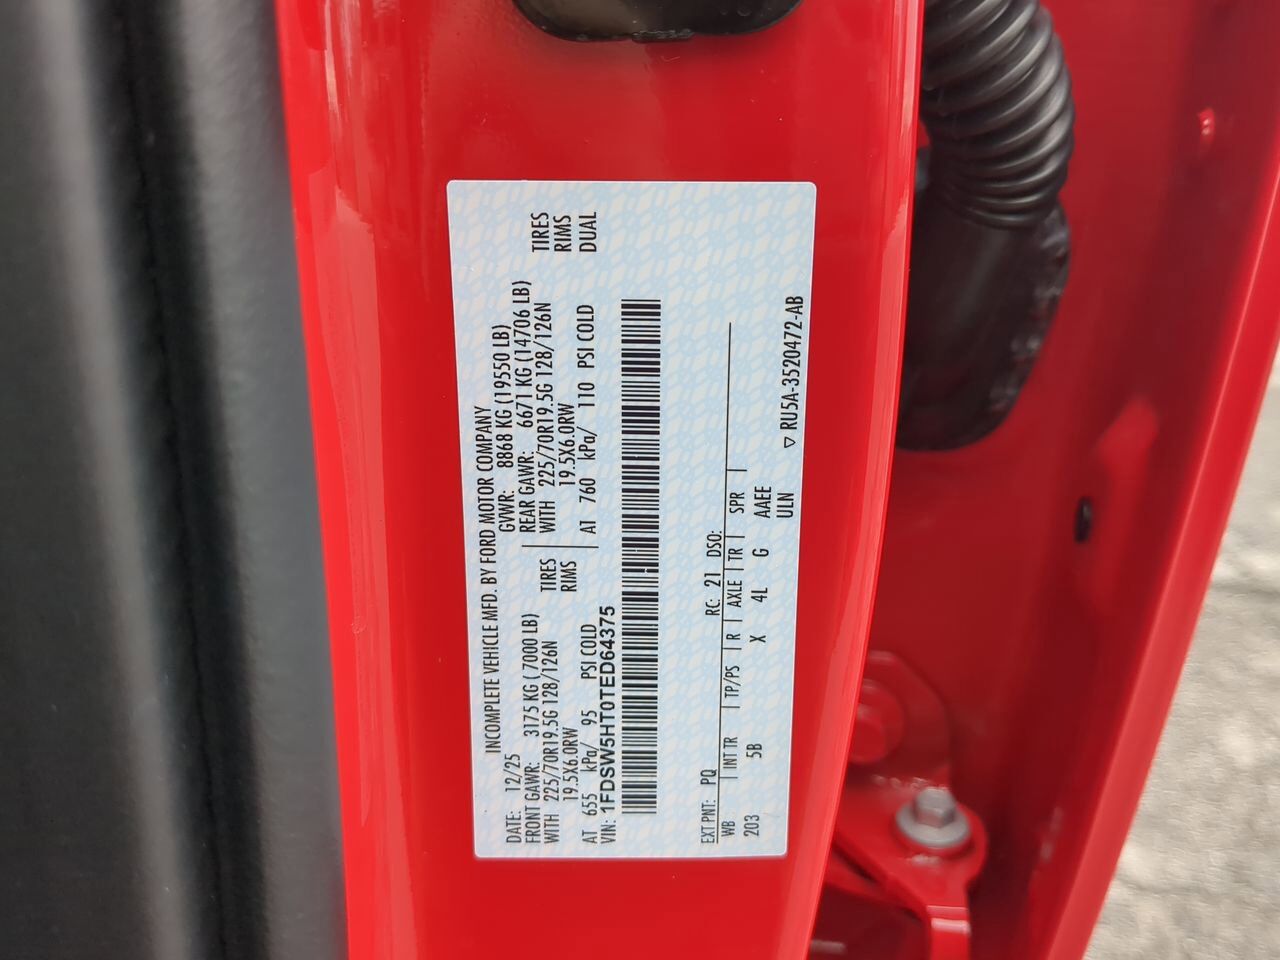 INCOMPLETE VEHICLE MFD. BY FORD MOTOR COMPANY
DATE: 12/25 GVWR: 8868 KG (19550 LB)
FRONT GAWR: 3175 KG (7000 LB) REAR GAWR: 6671 KG (14706 LB)
WITH 225/70R19.5G 128/126N TIRES WITH 225/70R19.5G 128/126N TIRES
19.5X6.0RW RIMS 19.5X6.0RW RIMS
AT 655 kPa/ 95 PSI COLD AT 760 kPa/ 110 PSI COLD DUAL
VIN: 1FDSW5HT0TED64375
EXT PNT: PQ RC: 21 DSO:
WB INT TR TP/PS R AXLE TR SPR
203 5B X 4L G AAEE
ULN
▽ RU5A-3520472-AB